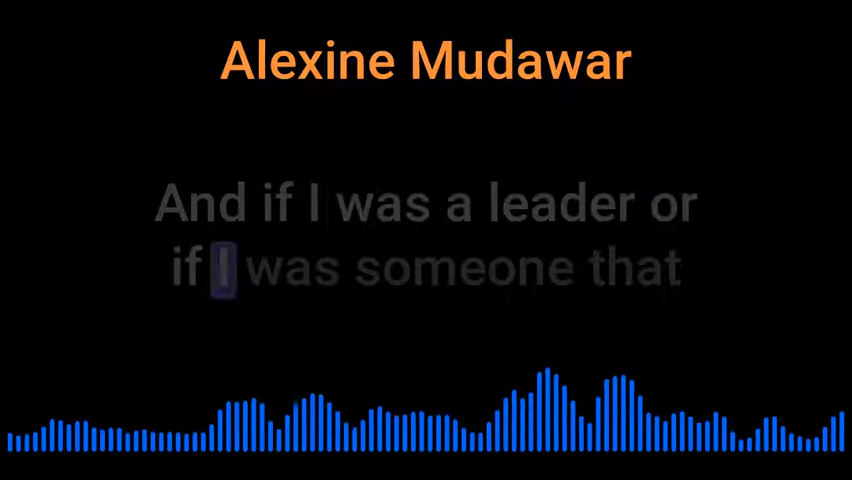 Alexine Mudawar
And if I was a leader or
if I was someone that